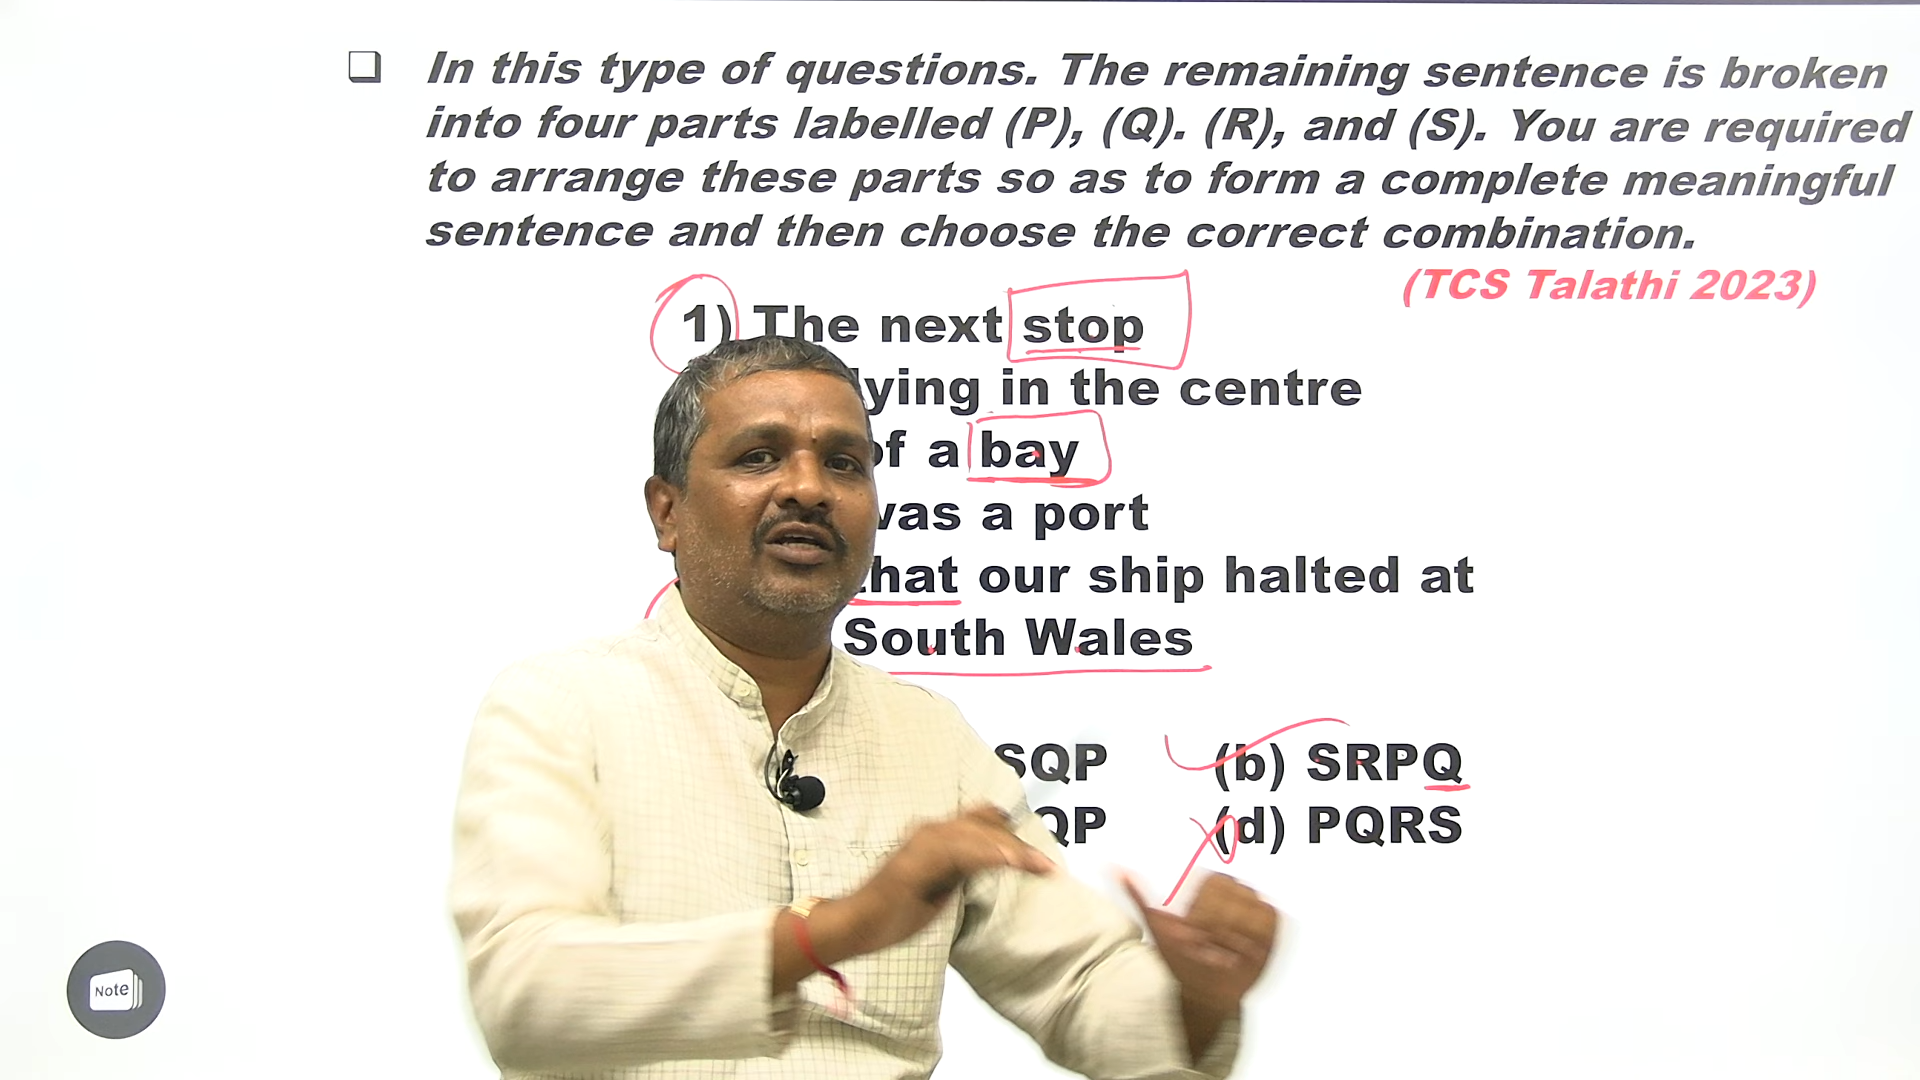 In this type of questions. The remaining sentence is broken
into four parts labelled (P), (Q). (R), and (S). You are required
to arrange these parts so as to form a complete meaningful
sentence and then choose the correct combination.
(TCS Talathi 2023)
1) The next stop
lying in the centre
of a bay
was a port
that our ship halted at
South Wales
SQP (b) SRPQ
QP (d) PQRS
Note